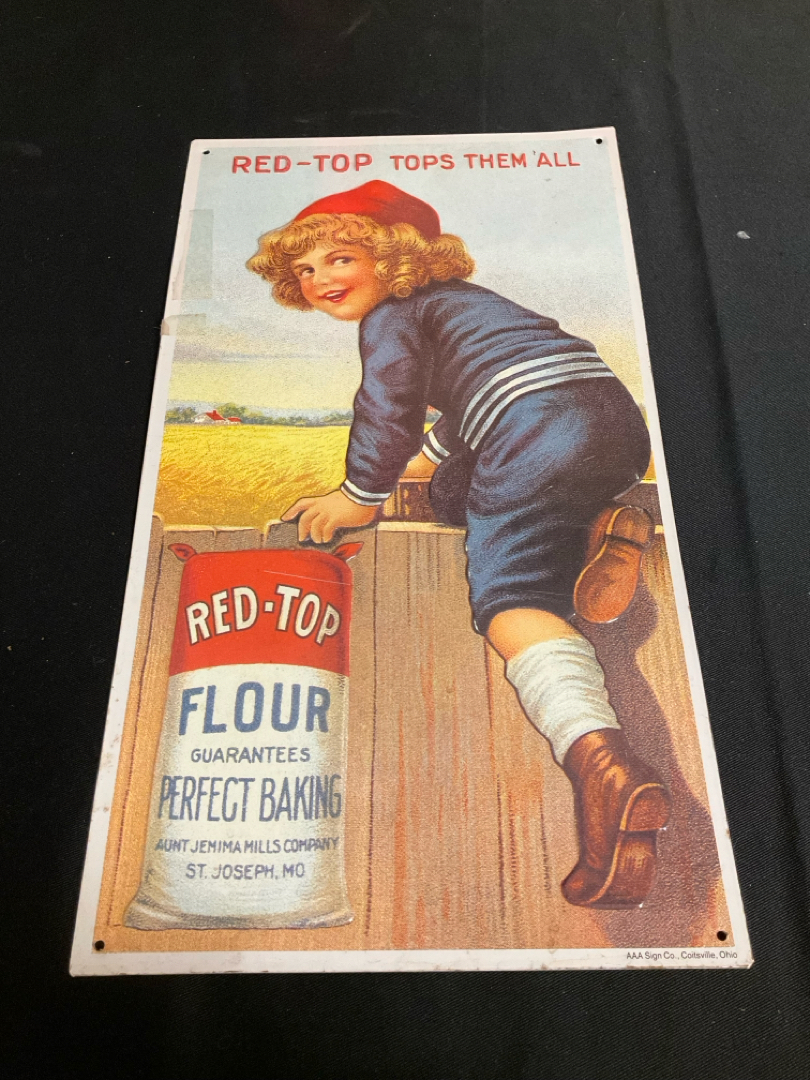 RED-TOP TOPS THEM 'ALL
RED-TOP
FLOUR
GUARANTEES
PERFECT BAKING
AUNT JEMIMA MILLS COMPANY
ST. JOSEPH, MO
AAA Sign Co., Coitsville, Ohio